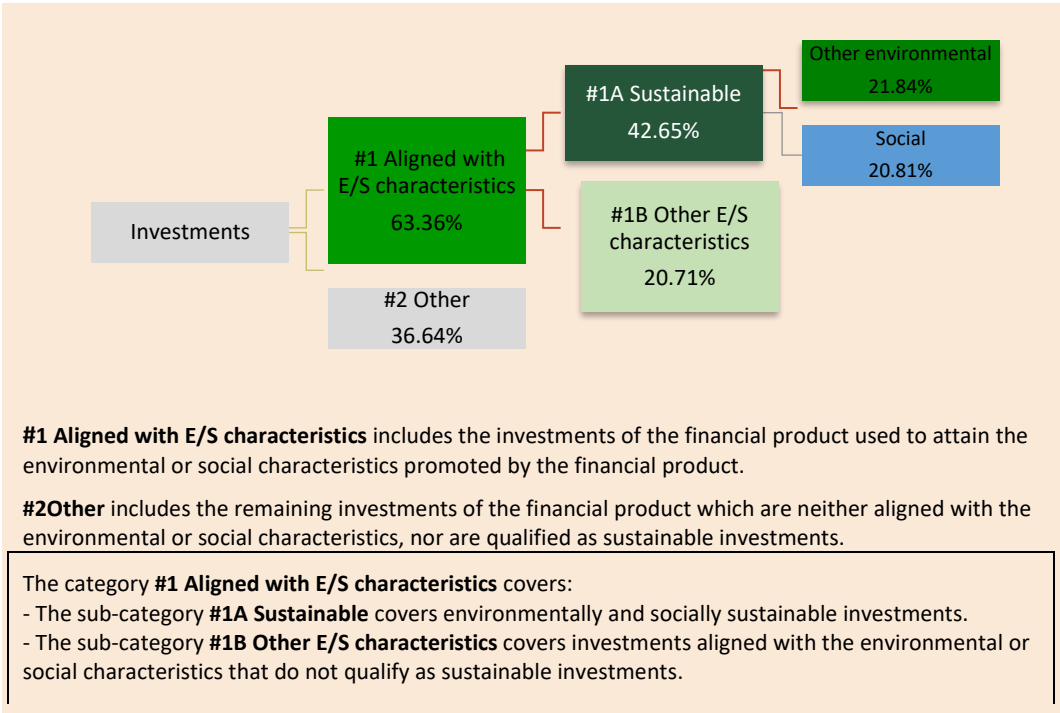 Other environmental
21.84%
#1A Sustainable
42.65%
Social
20.81%
#1 Aligned with
E/S characteristics
63.36%
Investments
#1B Other E/S
characteristics
20.71%
#2 Other
36.64%
#1 Aligned with E/S characteristics includes the investments of the financial product used to attain the
environmental or social characteristics promoted by the financial product.
#2Other includes the remaining investments of the financial product which are neither aligned with the
environmental or social characteristics, nor are qualified as sustainable investments.
The category #1 Aligned with E/S characteristics covers:
- The sub-category #1A Sustainable covers environmentally and socially sustainable investments.
- The sub-category #1B Other E/S characteristics covers investments aligned with the environmental or
social characteristics that do not qualify as sustainable investments.